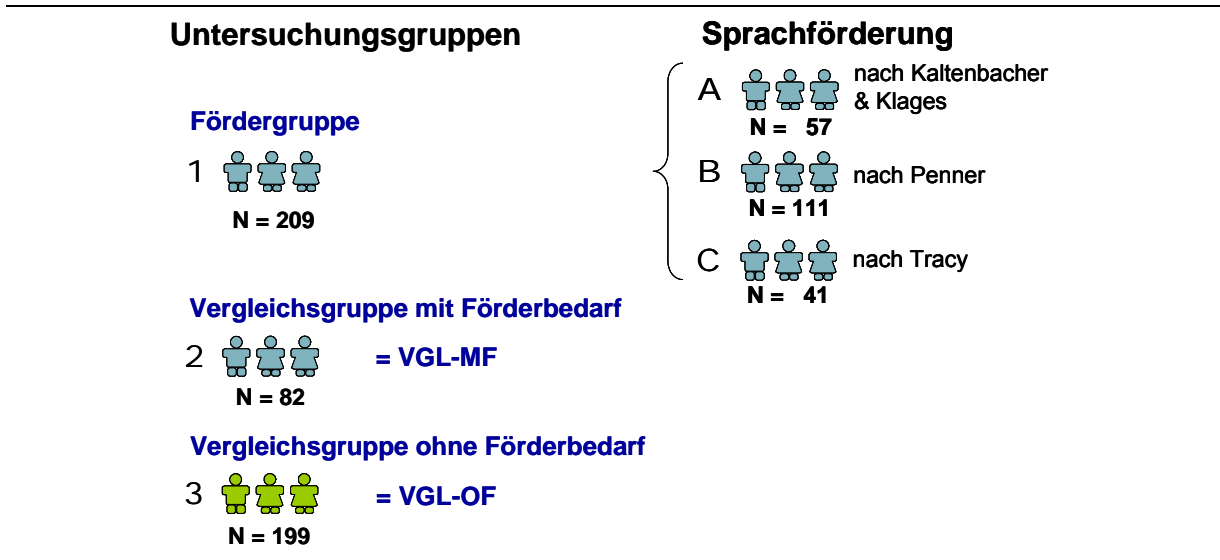 Untersuchungsgruppen
Sprachförderung
Fördergruppe
1
N = 209
A
nach Kaltenbacher
& Klages
N = 57
B
nach Penner
N = 111
C
nach Tracy
N = 41
Vergleichsgruppe mit Förderbedarf
2
= VGL-MF
N = 82
Vergleichsgruppe ohne Förderbedarf
3
= VGL-OF
N = 199